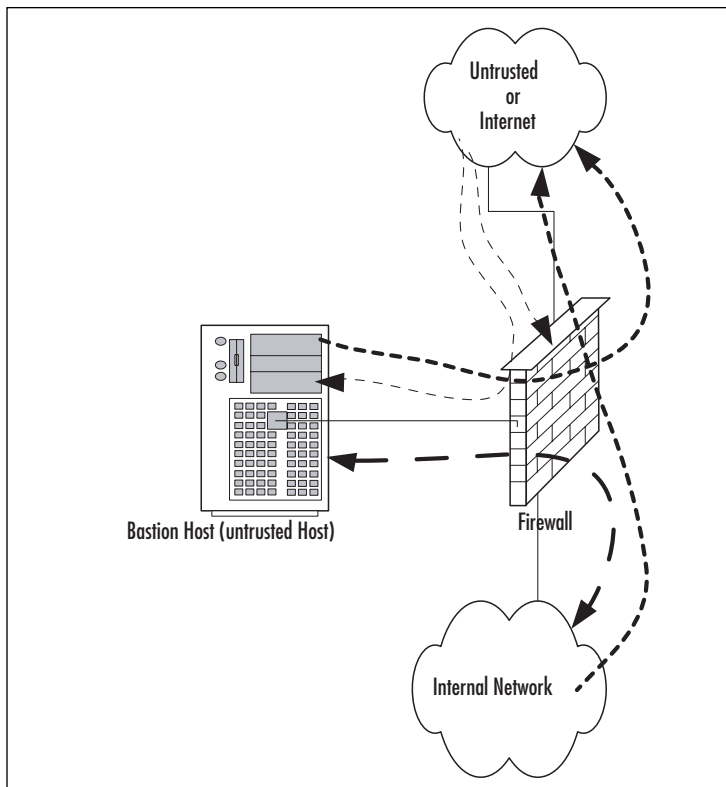 Untrusted
or
Internet
Bastion Host (untrusted Host)
Firewall
Internal Network